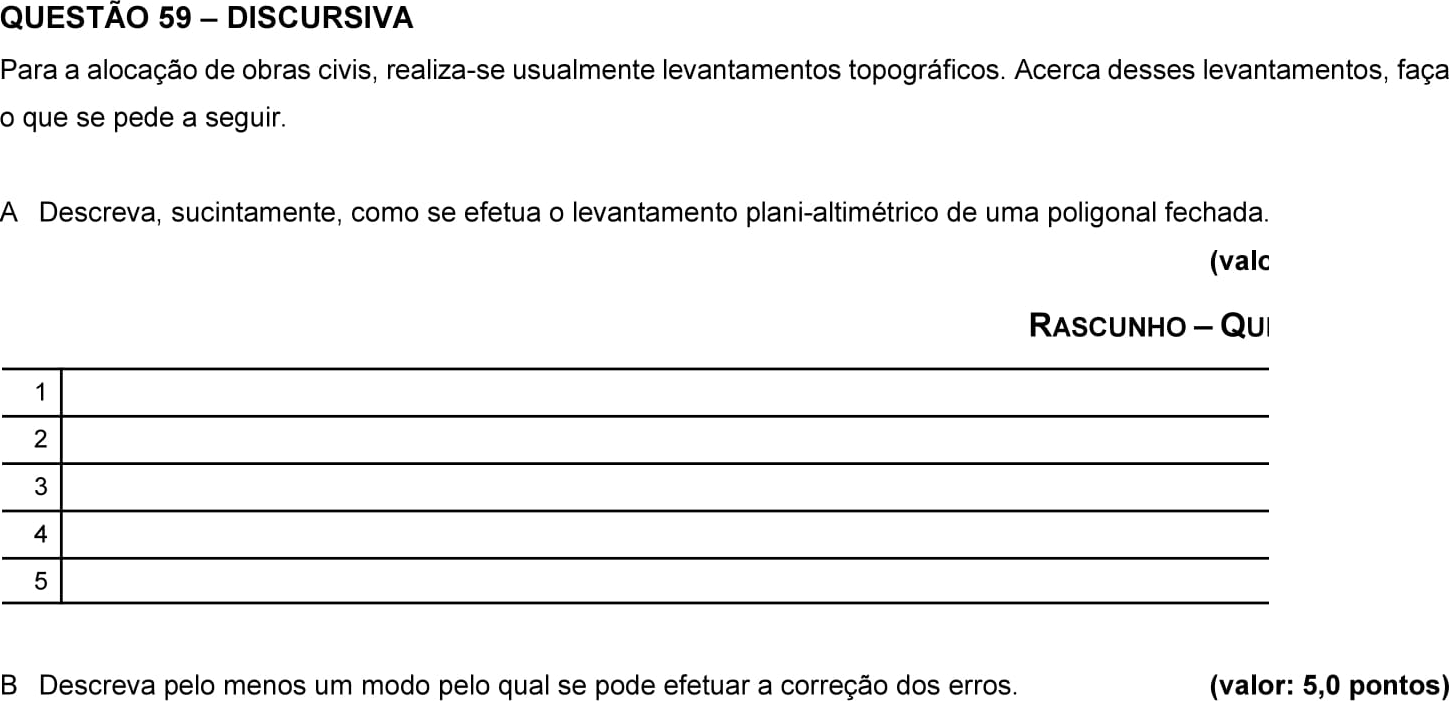 QUESTÃO 59 – DISCURSIVA
Para a alocação de obras civis, realiza-se usualmente levantamentos topográficos. Acerca desses levantamentos, faça
o que se pede a seguir.
A Descreva, sucintamente, como se efetua o levantamento plani-altimétrico de uma poligonal fechada.
(valo
RASCUNHO – QU
1
2
3
4
5
B Descreva pelo menos um modo pelo qual se pode efetuar a correção dos erros. (valor: 5,0 pontos)